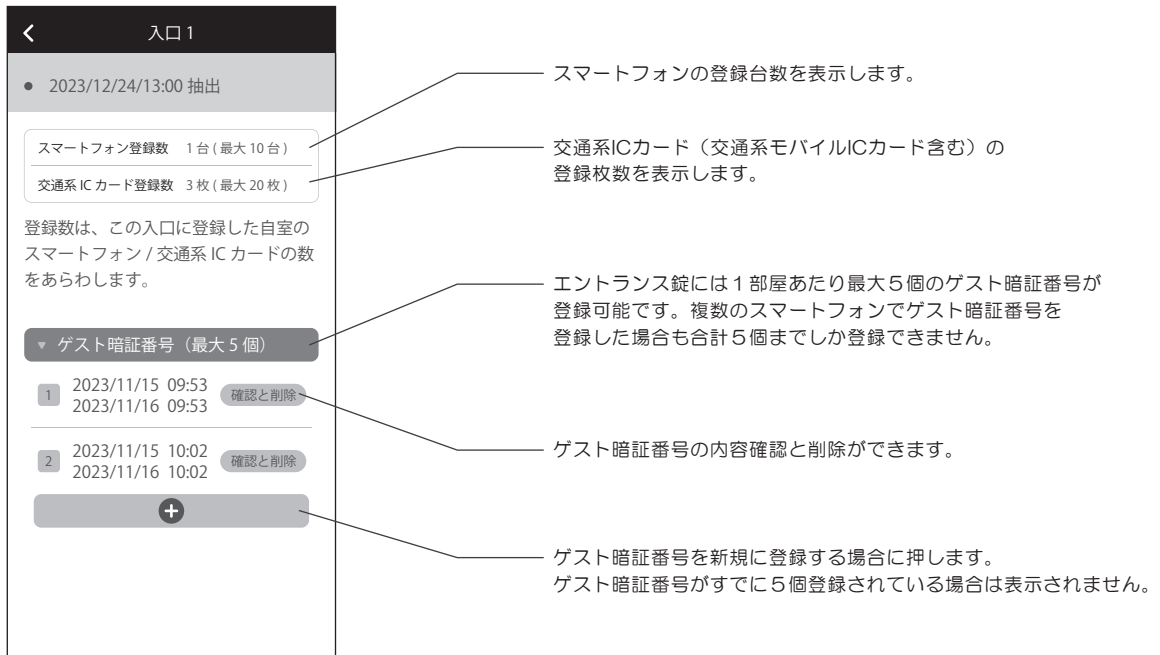 入口 1
2023/12/24/13:00 抽出
スマートフォン登録数 1 台 ( 最大 10 台 )
交通系 IC カード登録数 3 枚 ( 最大 20 枚 )
登録数は、この入口に登録した自室の
スマートフォン / 交通系 IC カードの数
をあらわします。
▼ ゲスト暗証番号（最大 5 個）
1 2023/11/15 09:53
2023/11/16 09:53
確認と削除
2 2023/11/15 10:02
2023/11/16 10:02
確認と削除
スマートフォンの登録台数を表示します。
交通系ICカード（交通系モバイルICカード含む）の
登録枚数を表示します。
エントランス錠には１部屋あたり最大５個のゲスト暗証番号が
登録可能です。複数のスマートフォンでゲスト暗証番号を
登録した場合も合計５個までしか登録できません。
ゲスト暗証番号の内容確認と削除ができます。
ゲスト暗証番号を新規に登録する場合に押します。
ゲスト暗証番号がすでに５個登録されている場合は表示されません。